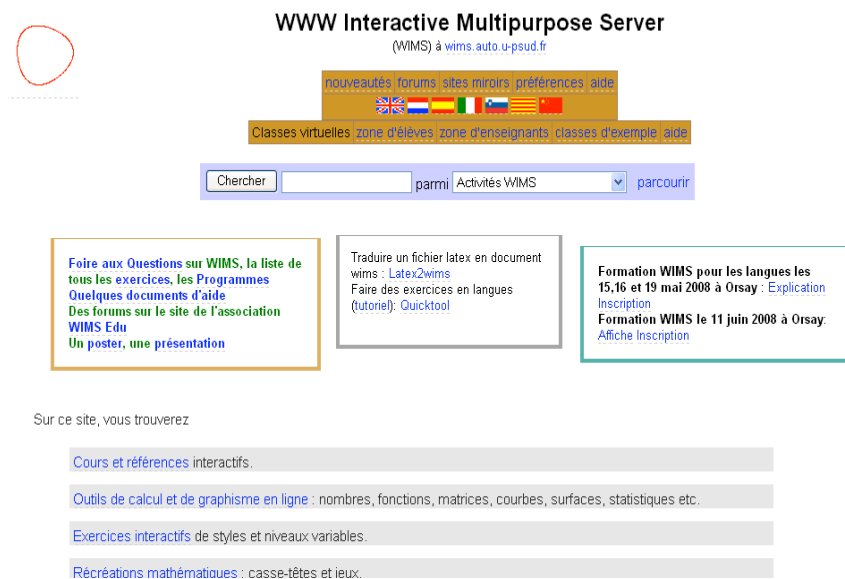 WWW Interactive Multipurpose Server
(WIMS) à wims.auto.u-psud.fr
nouveautés forums sites miroirs préférences aide
Classes virtuelles zone d'élèves zone d'enseignants classes d'exemple aide
Chercher parmi Activités WIMS parcourir
Foire aux Questions sur WIMS, la liste de
tous les exercices, les Programmes
Quelques documents d'aide
Des forums sur le site de l'association
WIMS Edu
Un poster, une présentation
Traduire un fichier latex en document
wims : Latex2wims
Faire des exercices en langues
(tutoriel): Quicktool
Formation WIMS pour les langues les
15,16 et 19 mai 2008 à Orsay : Explication
Inscription
Formation WIMS le 11 juin 2008 à Orsay:
Affiche Inscription
Sur ce site, vous trouverez
Cours et références interactifs.
Outils de calcul et de graphisme en ligne : nombres, fonctions, matrices, courbes, surfaces, statistiques etc.
Exercices interactifs de styles et niveaux variables.
Récréations mathématiques : casse-têtes et jeux.